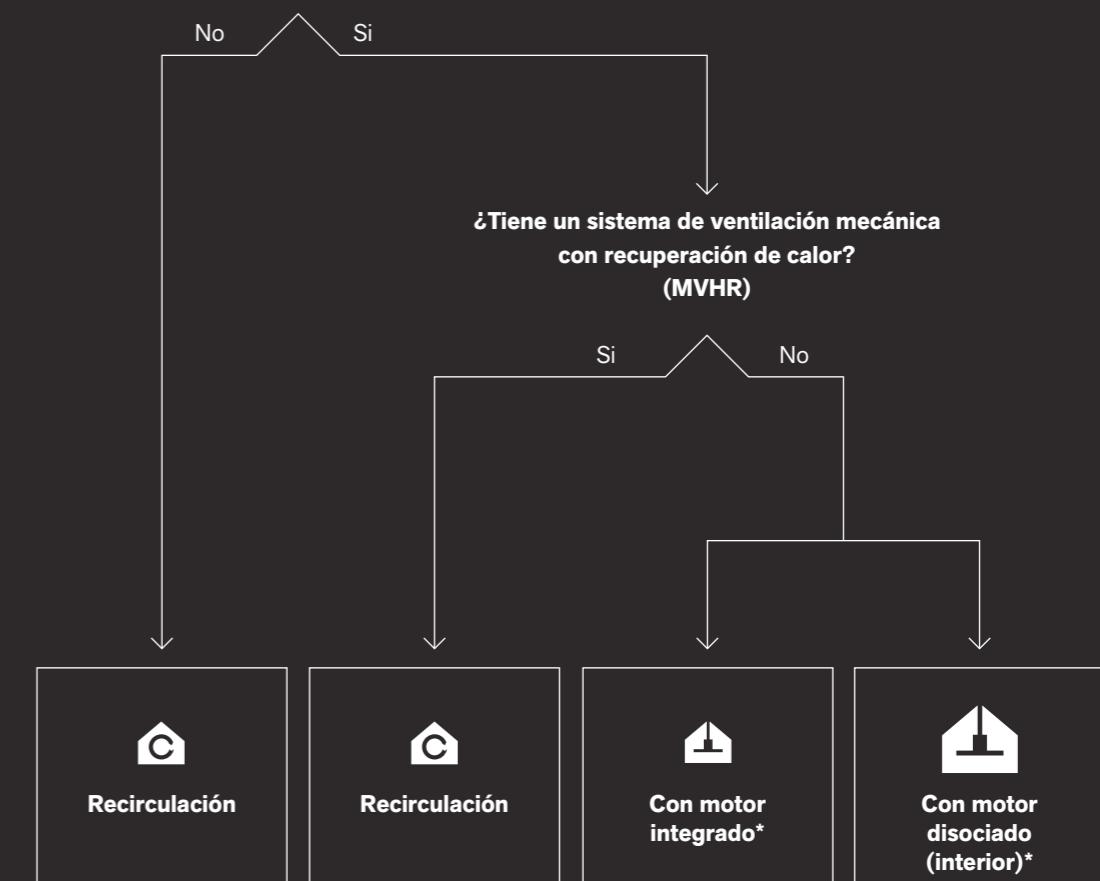 No
Si
¿Tiene un sistema de ventilación mecánica
con recuperación de calor?
(MVHR)
Si
No
Recirculación
Recirculación
Con motor
integrado*
Con motor
disociado
(interior)*